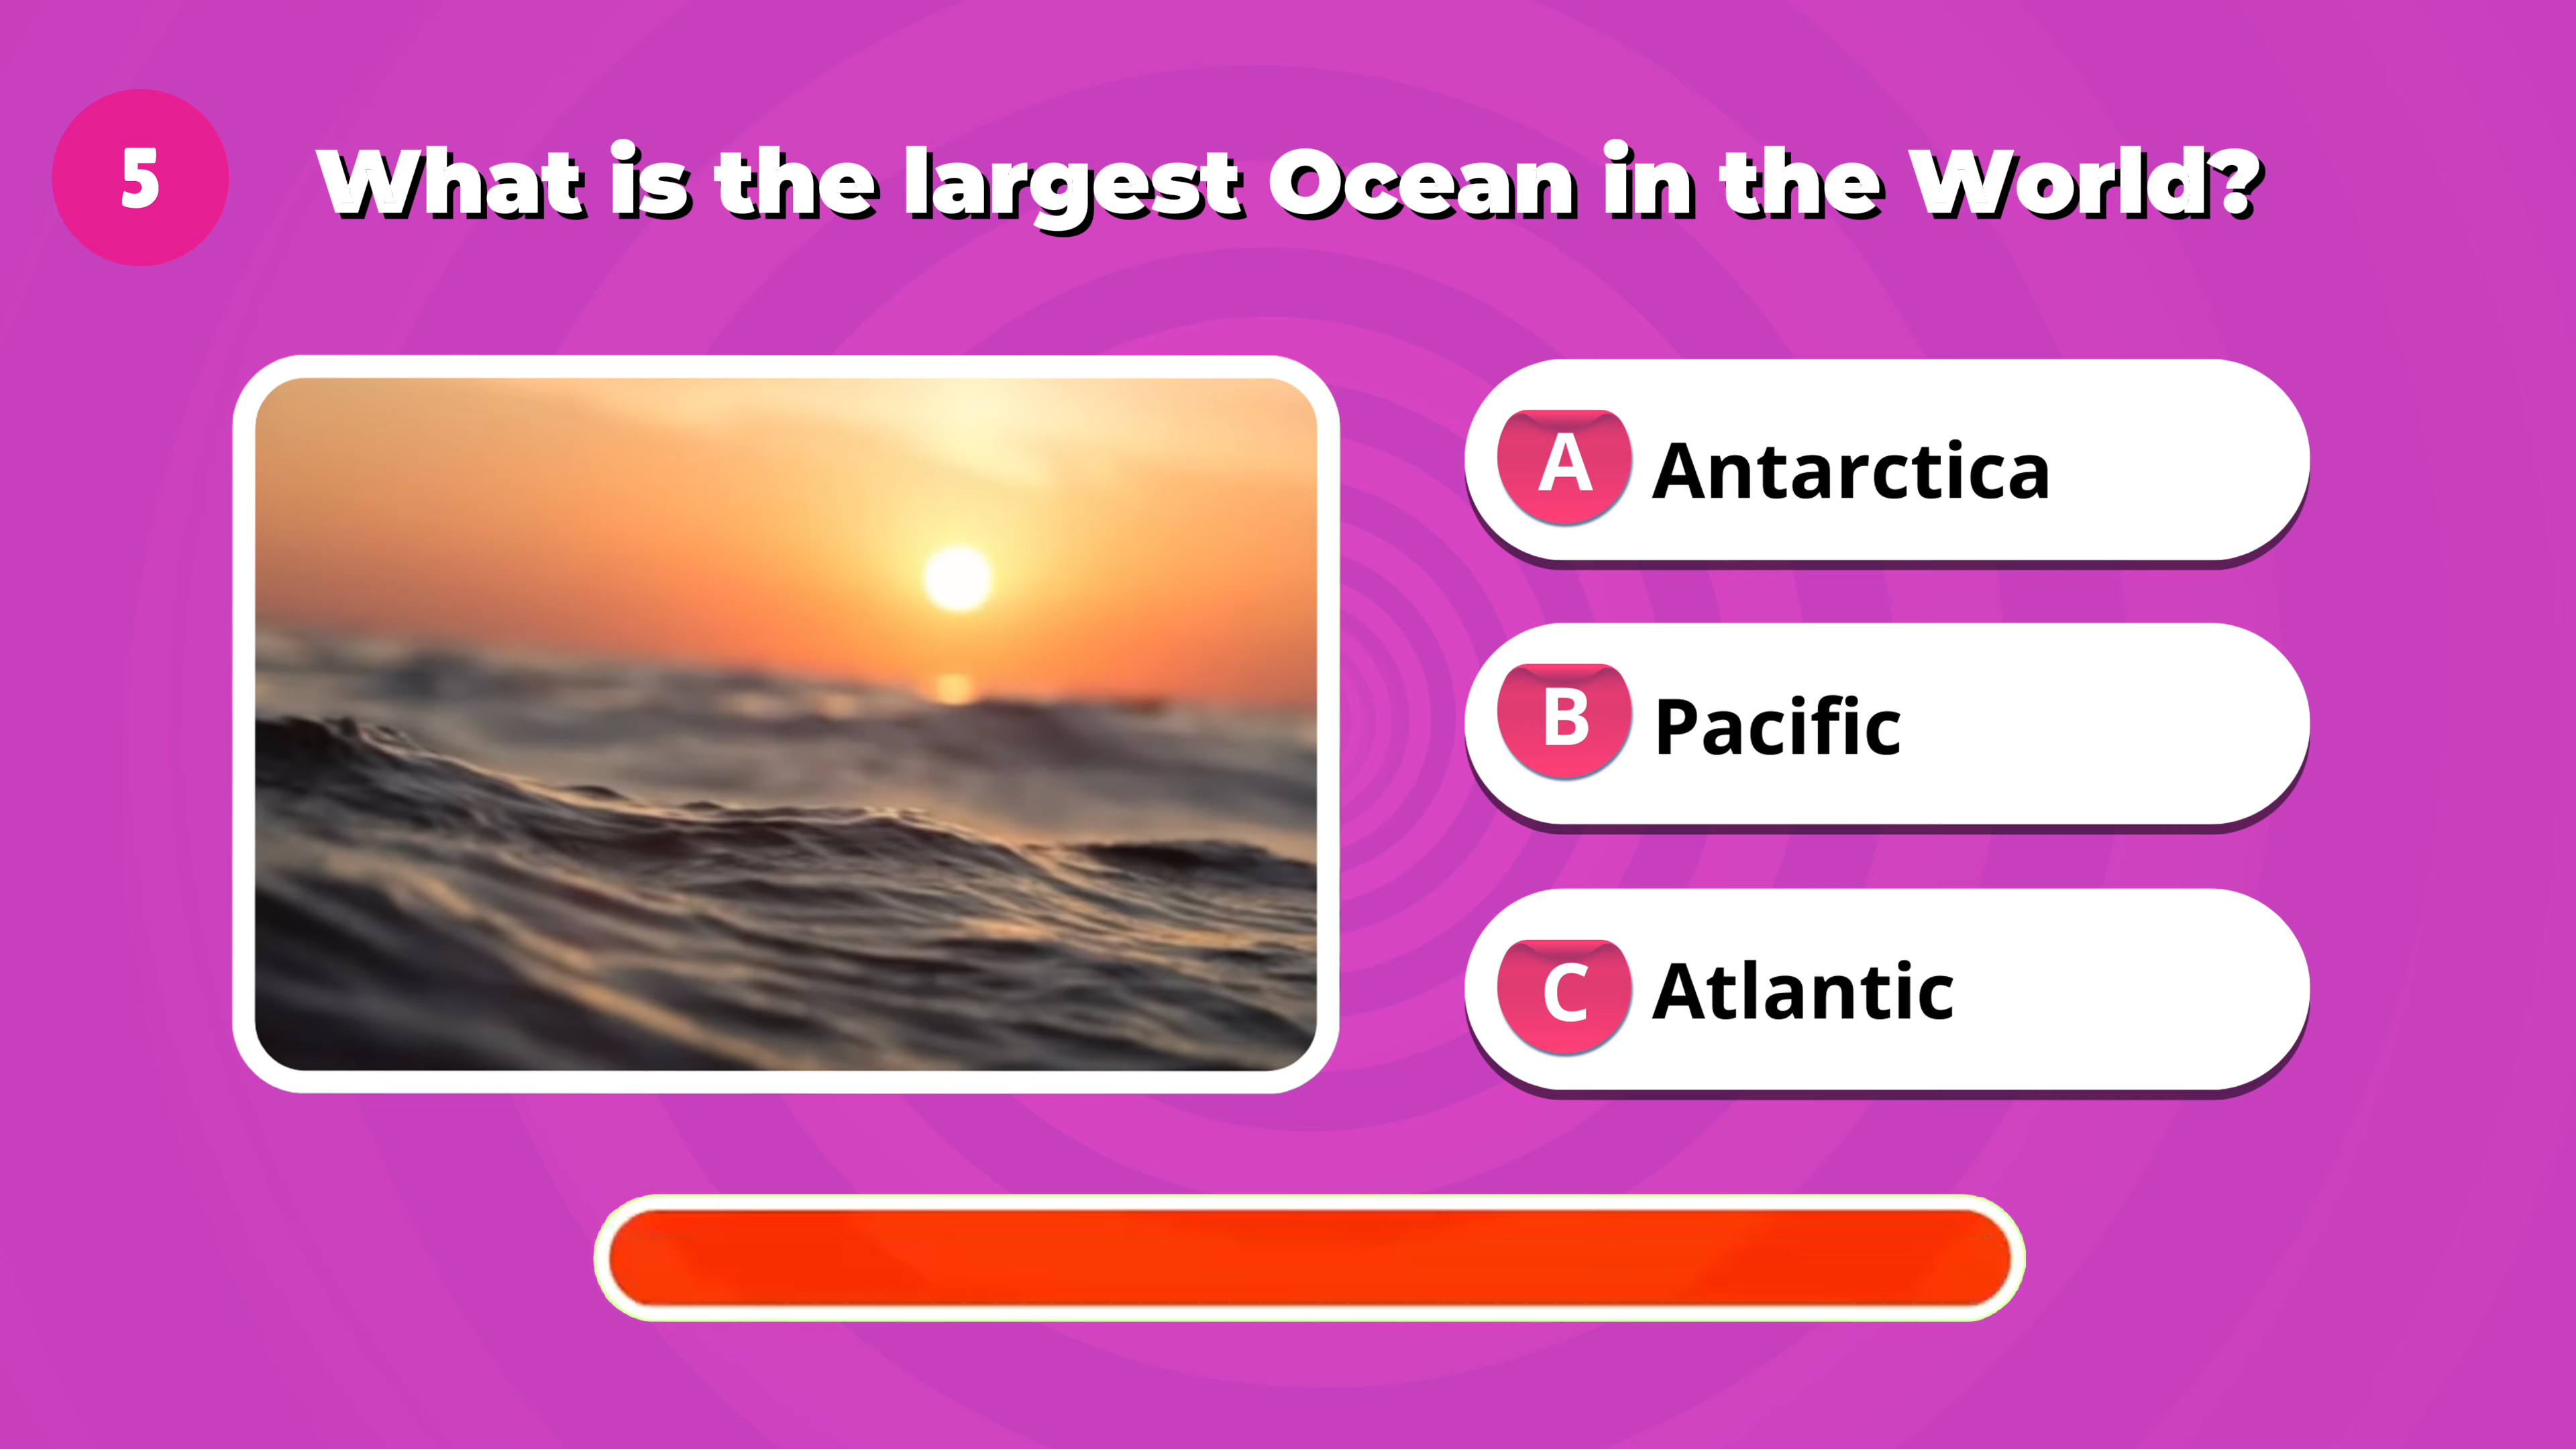 5
What is the largest Ocean in the World?
A Antarctica
B Pacific
C Atlantic